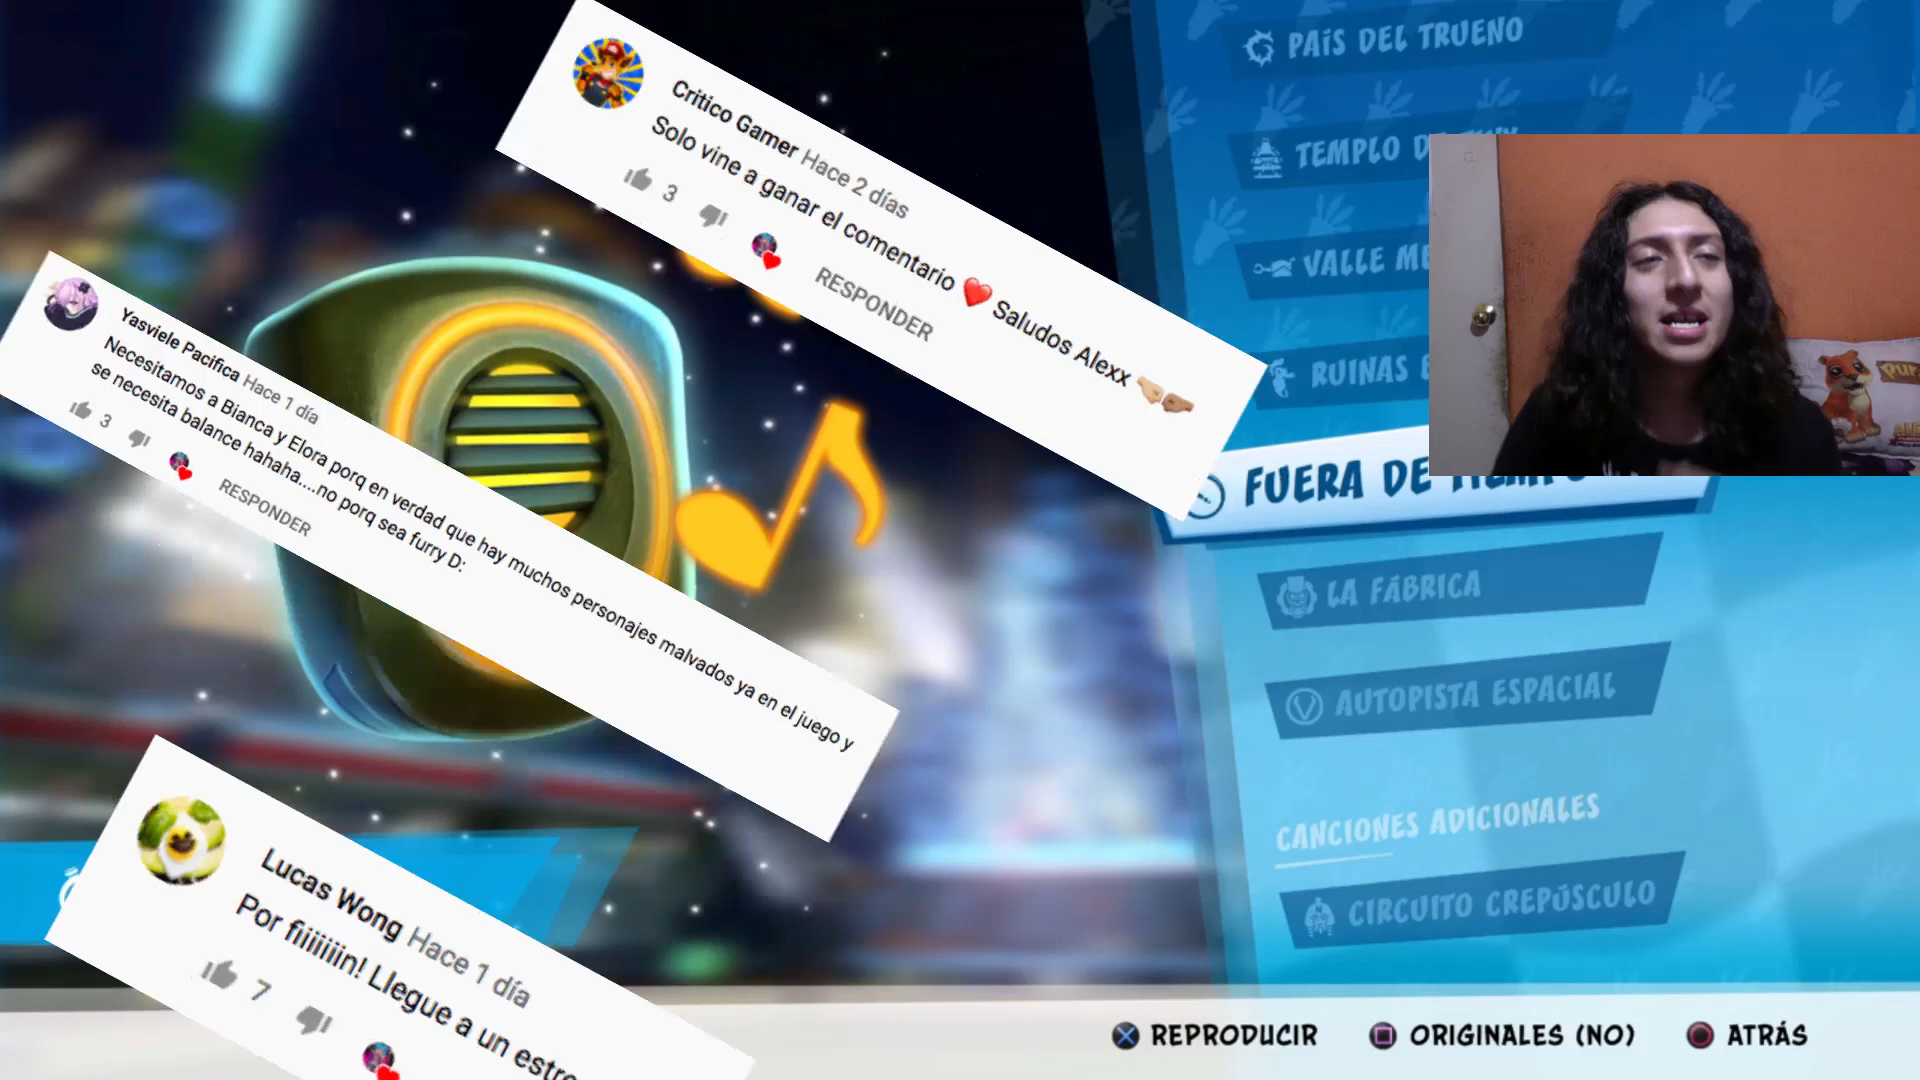 Critico Gamer Hace 2 días
Solo vine a ganar el comentario ❤️ Saludos Alexx 🤜🤛
3
RESPONDER
Yasviele Pacifica Hace 1 día
Necesitamos a Bianca y Elora porq en verdad que hay muchos personajes malvados ya en el juego y
se necesita balance hahaha....no porq sea furry D:
3
RESPONDER
Lucas Wong Hace 1 día
Por fiiiiiiin! Llegue a un estre
7
PAÍS DEL TRUENO
TEMPLO
VALLE
RUINAS
FUERA DE
LA FÁBRICA
AUTOPISTA ESPACIAL
CANCIONES ADICIONALES
CIRCUITO CREPÚSCULO
REPRODUCIR
ORIGINALES (NO)
ATRÁS